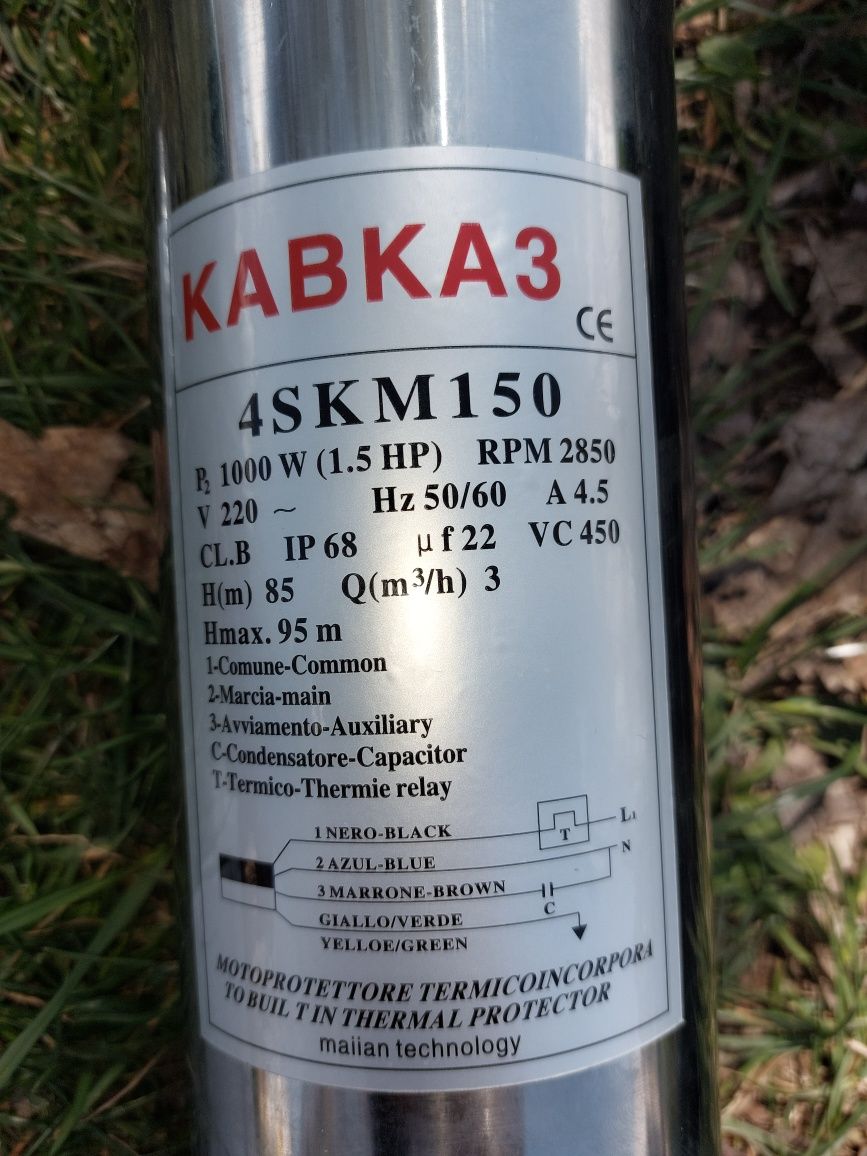 КАВКАЗ
CE
4SKM150
P₂ 1000 W (1.5 HP) RPM 2850
V 220 ~ Hz 50/60 A 4.5
CL.B IP 68 µf 22 VC 450
H(m) 85 Q(m³/h) 3
Hmax. 95 m
1-Comune-Common
2-Marcia-main
3-Avviamento-Auxiliary
C-Condensatore-Capacitor
T-Termico-Thermie relay
1 NERO-BLACK T L₁
2 AZUL-BLUE N
3 MARRONE-BROWN C
GIALLO/VERDE
YELLOE/GREEN
MOTOPROTETTORE TERMICOINCORPORA
TO BUIL T IN THERMAL PROTECTOR
maiian technology